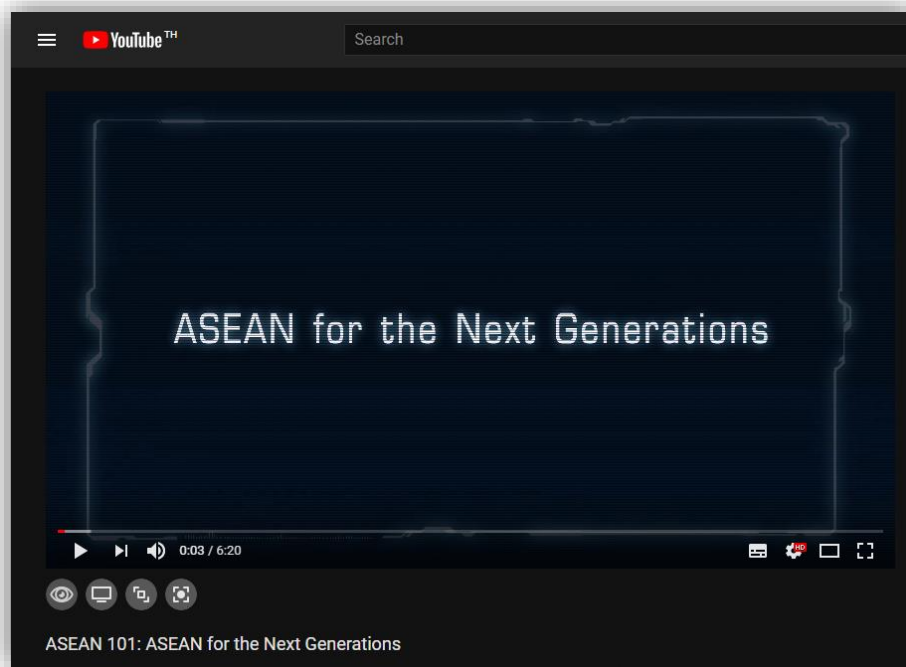 YouTube TH
Search
ASEAN for the Next Generations
0:03 / 6:20
HD
ASEAN 101: ASEAN for the Next Generations